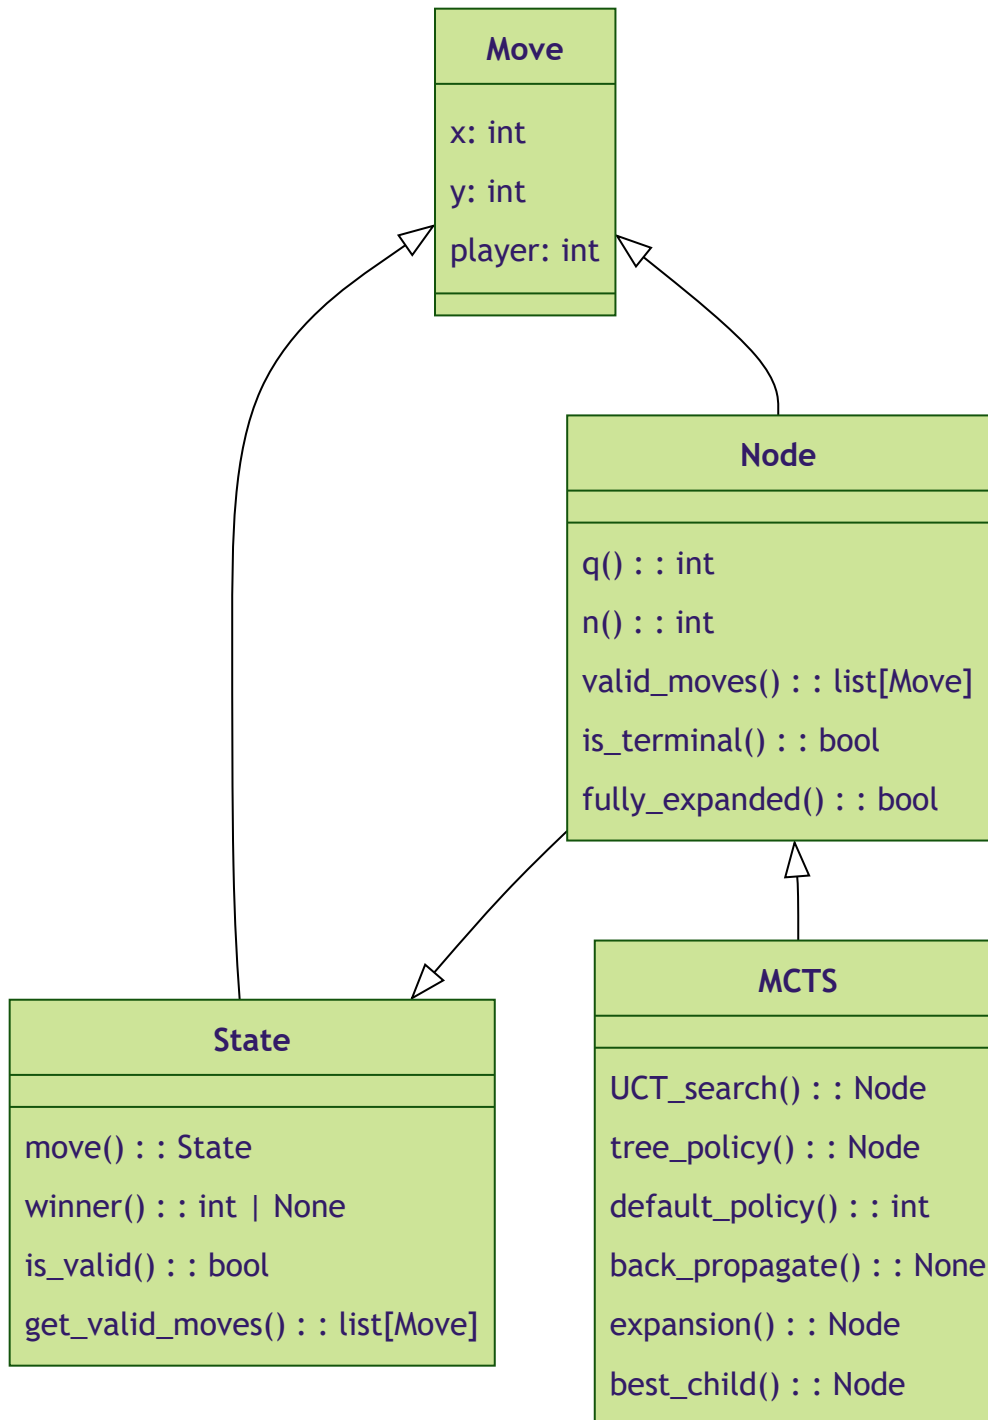 Move
x: int
y: int
player: int
Node
q() : : int
n() : : int
valid_moves() : : list[Move]
is_terminal() : : bool
fully_expanded() : : bool
State
move() : : State
winner() : : int | None
is_valid() : : bool
get_valid_moves() : : list[Move]
MCTS
UCT_search() : : Node
tree_policy() : : Node
default_policy() : : int
back_propagate() : : None
expansion() : : Node
best_child() : : Node